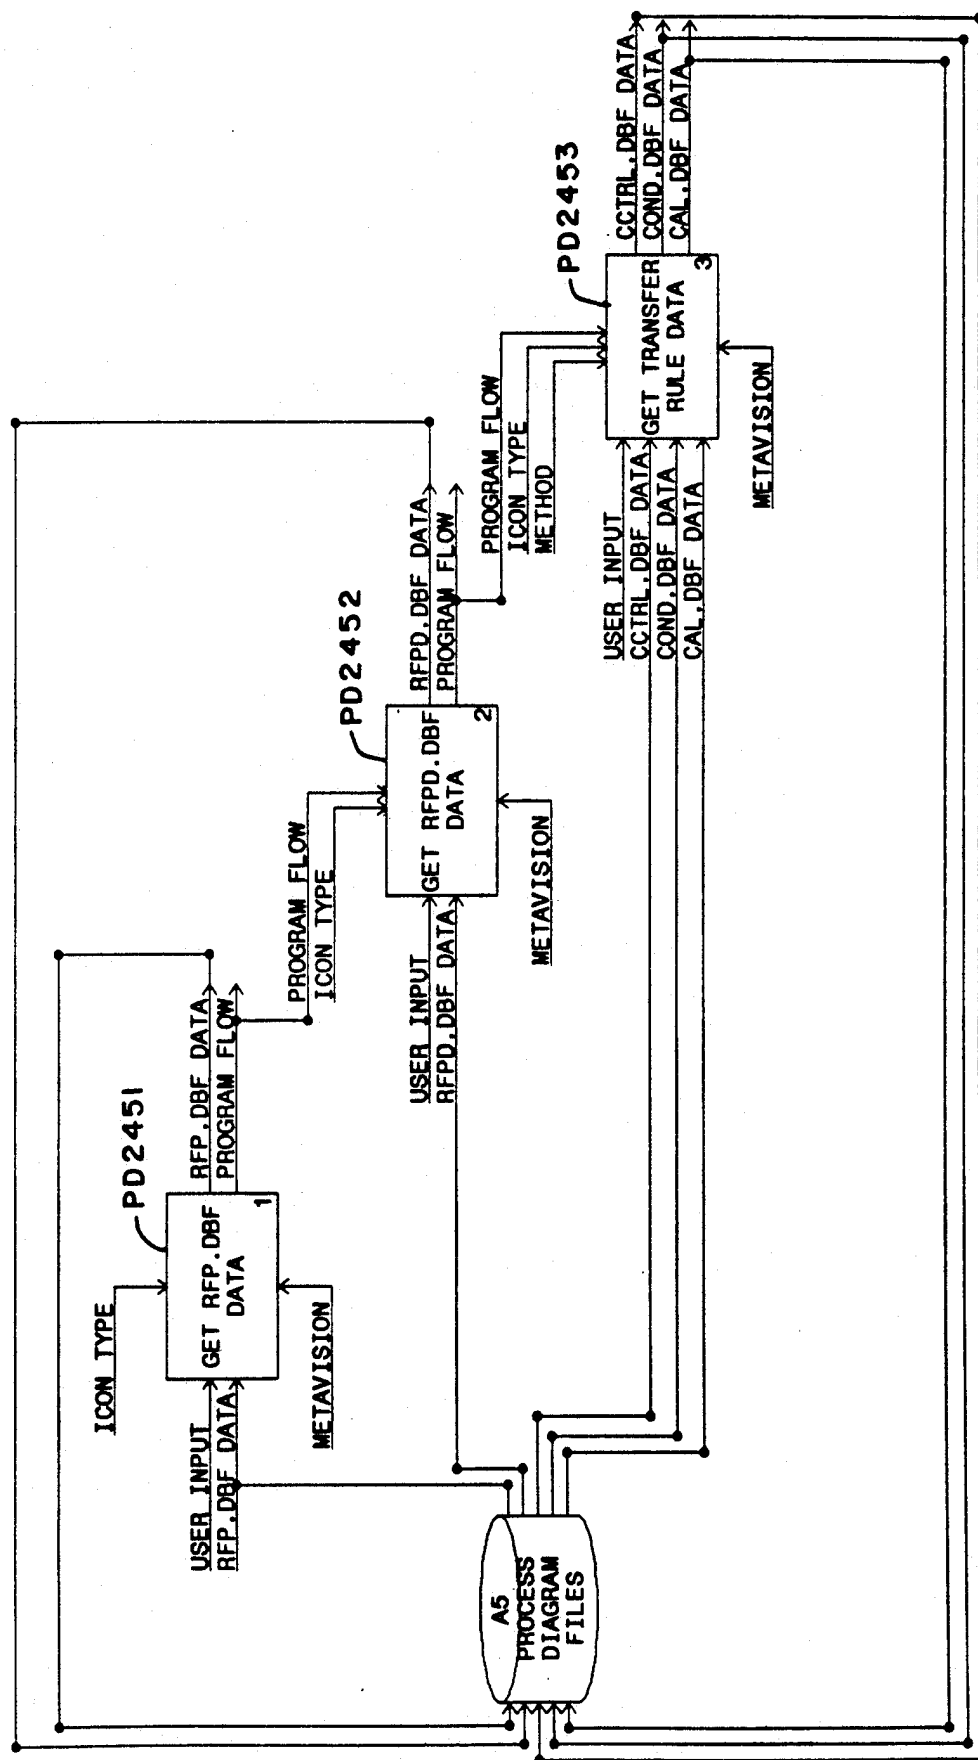 ICON TYPE
PD2451
USER INPUT
RFP.DBF DATA
GET RFP.DBF
DATA
1
RFP.DBF DATA
PROGRAM FLOW
METAVISION
PROGRAM FLOW
ICON TYPE
PD2452
USER INPUT
RFPD.DBF DATA
GET RFPD.DBF
DATA
2
RFPD.DBF DATA
PROGRAM FLOW
METAVISION
PROGRAM FLOW
ICON TYPE
METHOD
PD2453
USER INPUT
CCTRL.DBF DATA
COND.DBF DATA
CAL.DBF DATA
GET TRANSFER
RULE DATA
3
CCTRL.DBF DATA
COND.DBF DATA
CAL.DBF DATA
METAVISION
A5
PROCESS
DIAGRAM
FILES